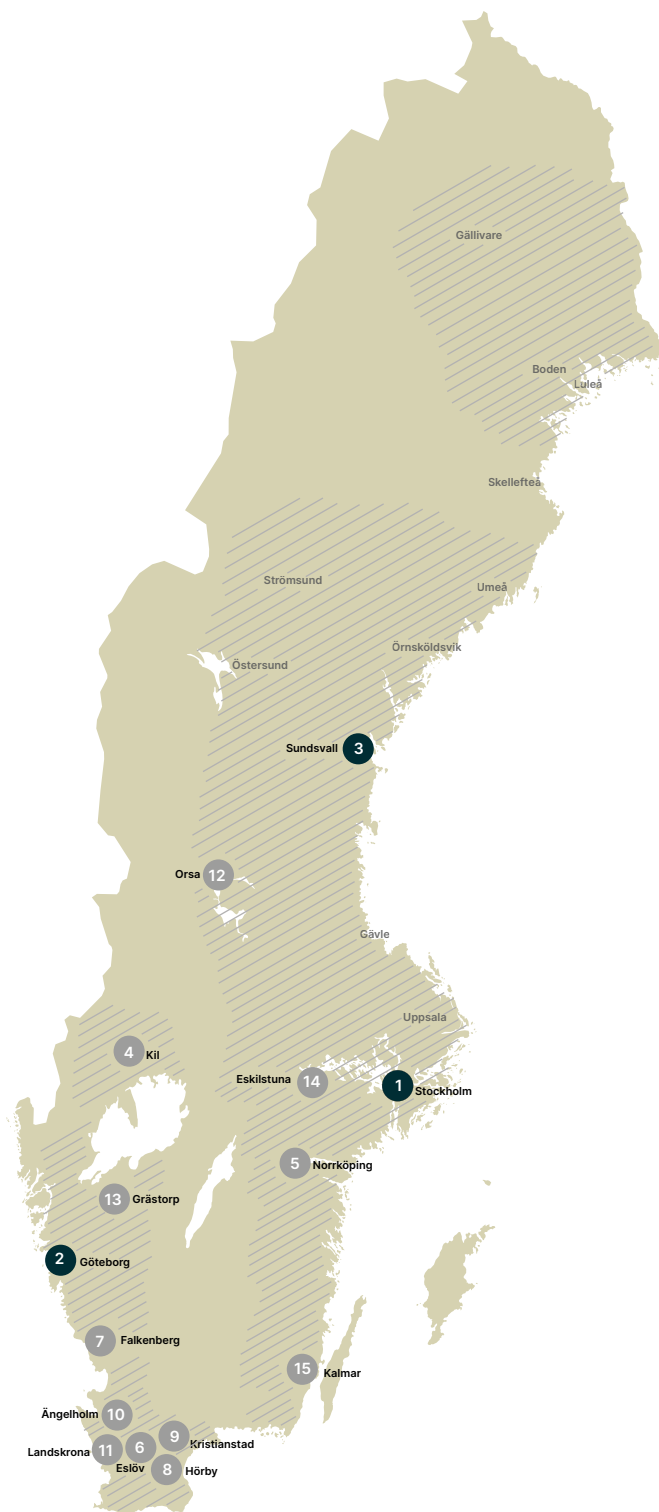 Gällivare
Boden
Luleå
Skellefteå
Strömsund
Umeå
Örnsköldsvik
Östersund
Sundsvall 3
Orsa 12
Gävle
Uppsala
4 Kil
Eskilstuna 14
1 Stockholm
5 Norrköping
13 Grästorp
2 Göteborg
7 Falkenberg
15 Kalmar
Ängelholm 10
9 Kristianstad
Landskrona 11
6 Eslöv
8 Hörby